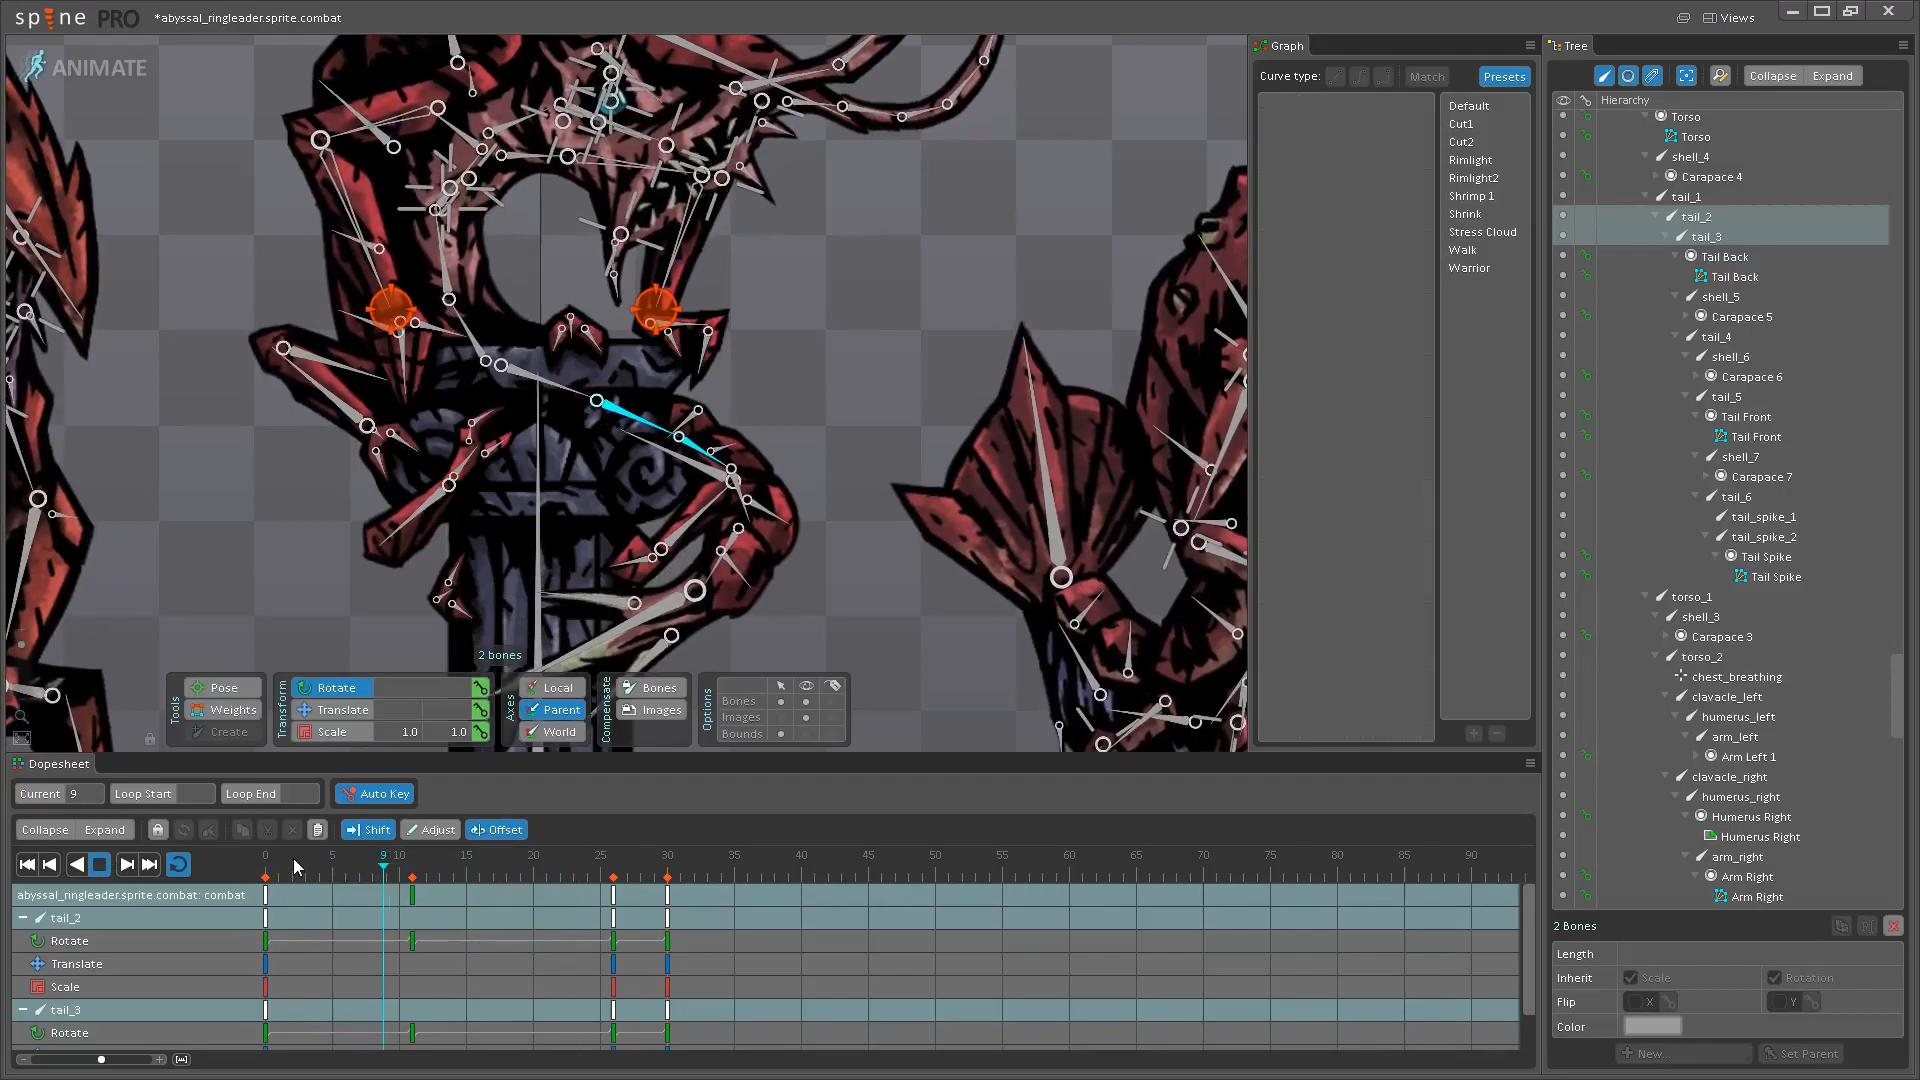 spine PRO
*abyssal_ringleader.sprite.combat
Views
ANIMATE
Graph
Curve type:
Match
Presets
Default
Cut1
Cut2
Rimlight
Rimlight2
Shrimp 1
Shrink
Stress Cloud
Walk
Warrior
Tree
Collapse
Expand
Hierarchy
Torso
Torso
shell_4
Carapace 4
tail_1
tail_2
tail_3
Tail Back
Tail Back
shell_5
Carapace 5
tail_4
shell_6
Carapace 6
tail_5
Tail Front
Tail Front
shell_7
Carapace 7
tail_6
tail_spike_1
tail_spike_2
Tail Spike
Tail Spike
torso_1
shell_3
Carapace 3
torso_2
chest_breathing
clavacle_left
humerus_left
arm_left
Arm Left 1
clavacle_right
humerus_right
Humerus Right
Humerus Right
arm_right
Arm Right
Arm Right
2 Bones
Length
Inherit Scale Rotation
Flip X Y
Color
New...
Set Parent
2 bones
Tools
Pose
Weights
Create
Transform
Rotate
Translate
Scale 1.0 1.0
Axes
Local
Parent
World
Compensate
Bones
Images
Options
Bones
Images
Bounds
Dopesheet
Current 9
Loop Start
Loop End
Auto Key
Collapse
Expand
Shift
Adjust
Offset
0 5 9 10 15 20 25 30 35 40 45 50 55 60 65 70 75 80 85 90
abyssal_ringleader.sprite.combat: combat
tail_2
Rotate
Translate
Scale
tail_3
Rotate